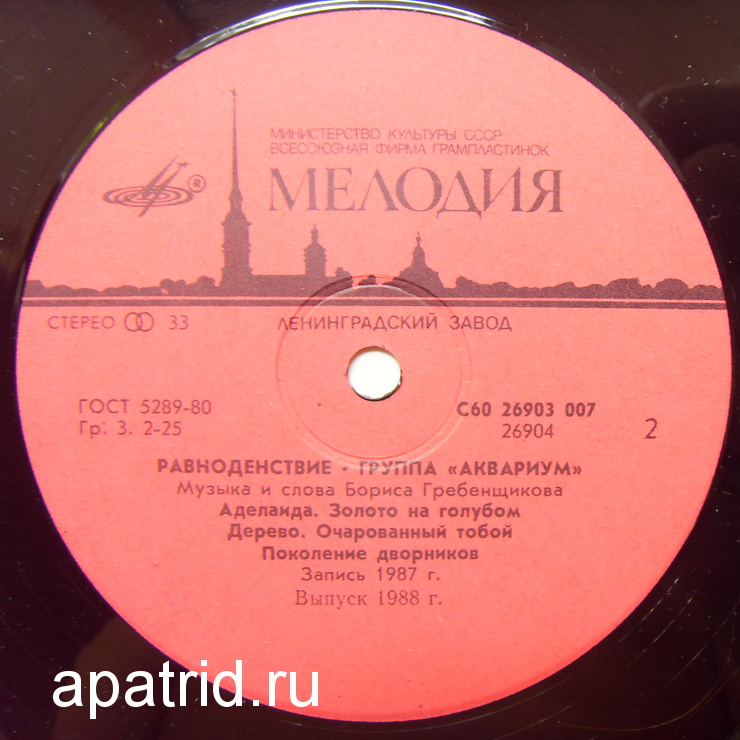 МИНИСТЕРСТВО КУЛЬТУРЫ СССР
ВСЕСОЮЗНАЯ ФИРМА ГРАМПЛАСТИНОК
МЕЛОДИЯ
®
СТЕРЕО 33 ЛЕНИНГРАДСКИЙ ЗАВОД
ГОСТ 5289-80 С60 26903 007
Гр: 3. 2-25 26904 2
РАВНОДЕНСТВИЕ • ГРУППА «АКВАРИУМ»
Музыка и слова Бориса Гребенщикова
Аделаида. Золото на голубом
Дерево. Очарованный тобой
Поколение дворников
Запись 1987 г.
Выпуск 1988 г.
apatrid.ru